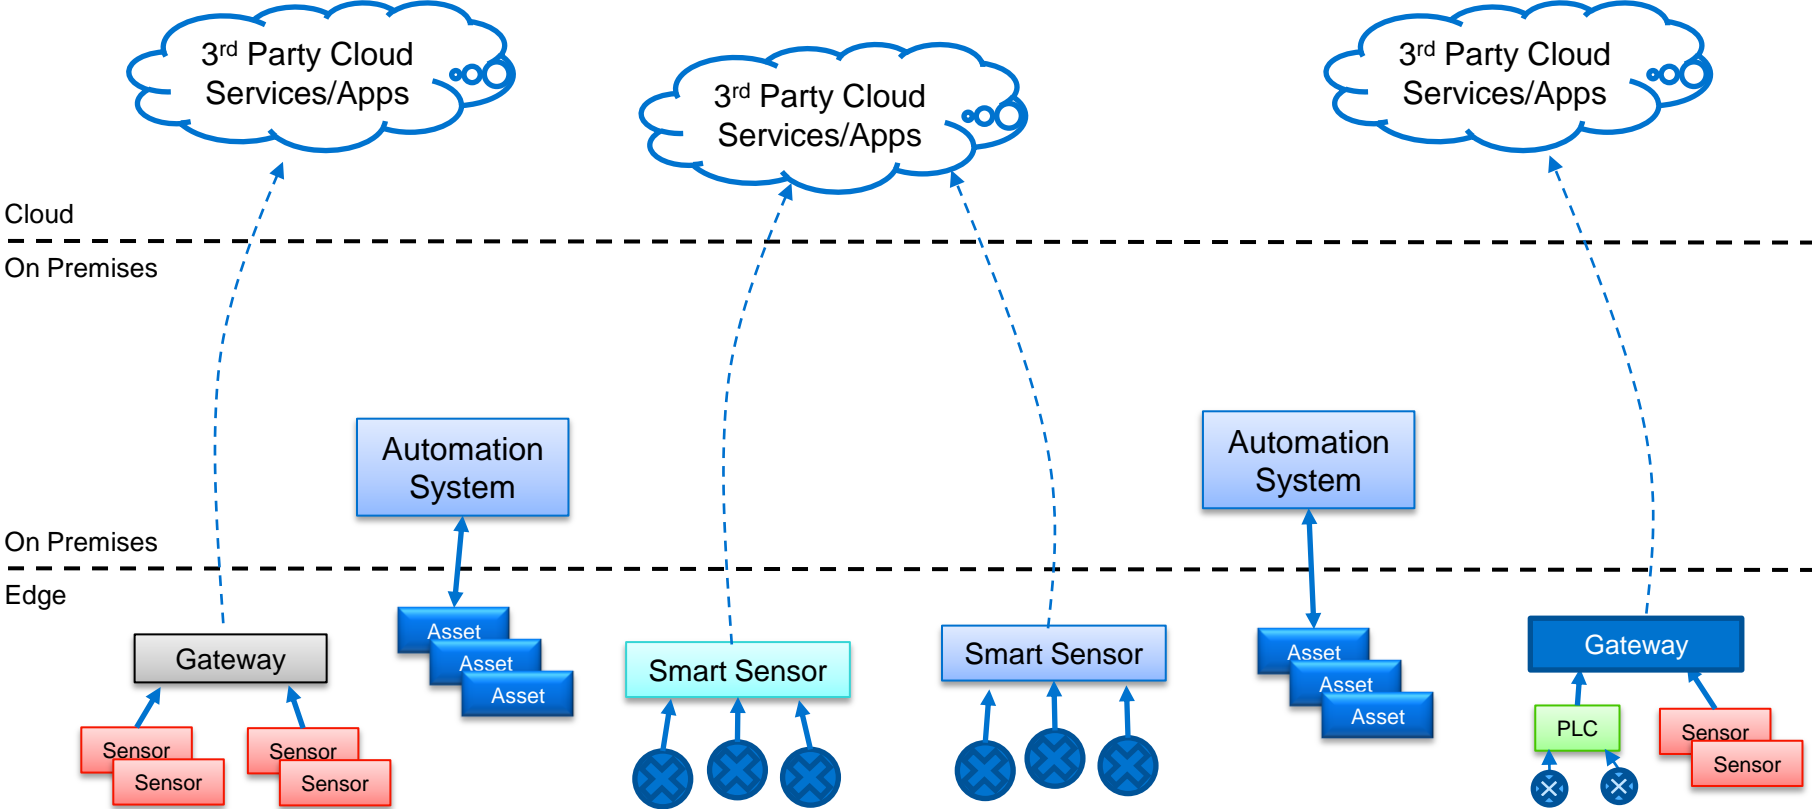 3rd Party Cloud
Services/Apps
3rd Party Cloud
Services/Apps
3rd Party Cloud
Services/Apps
Cloud
On Premises
Automation
System
Automation
System
On Premises
Edge
Asset
Asset
Asset
Gateway
Smart Sensor
Smart Sensor
Asset
Asset
Asset
Gateway
Sensor
Sensor
Sensor
Sensor
PLC
Sensor
Sensor